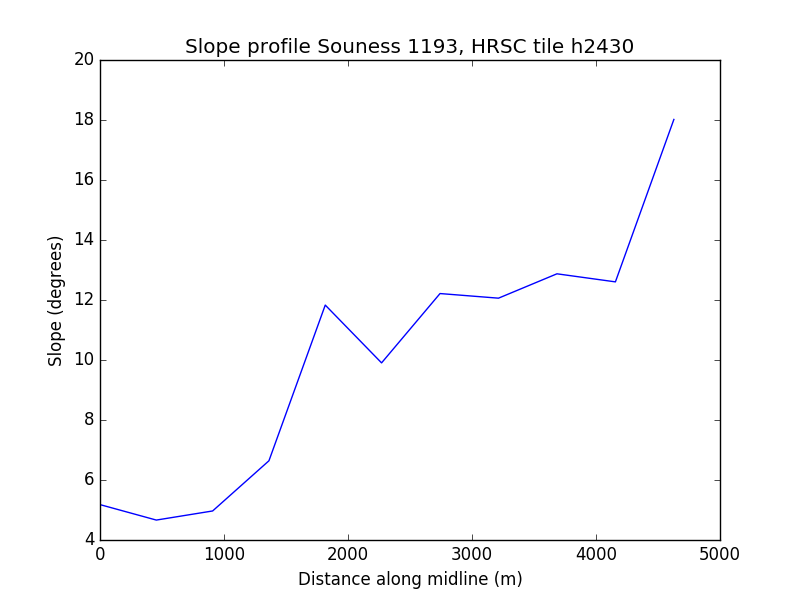 Slope profile Souness 1193, HRSC tile h2430
20
18
16
14
12
10
8
6
4
Slope (degrees)
0 1000 2000 3000 4000 5000
Distance along midline (m)